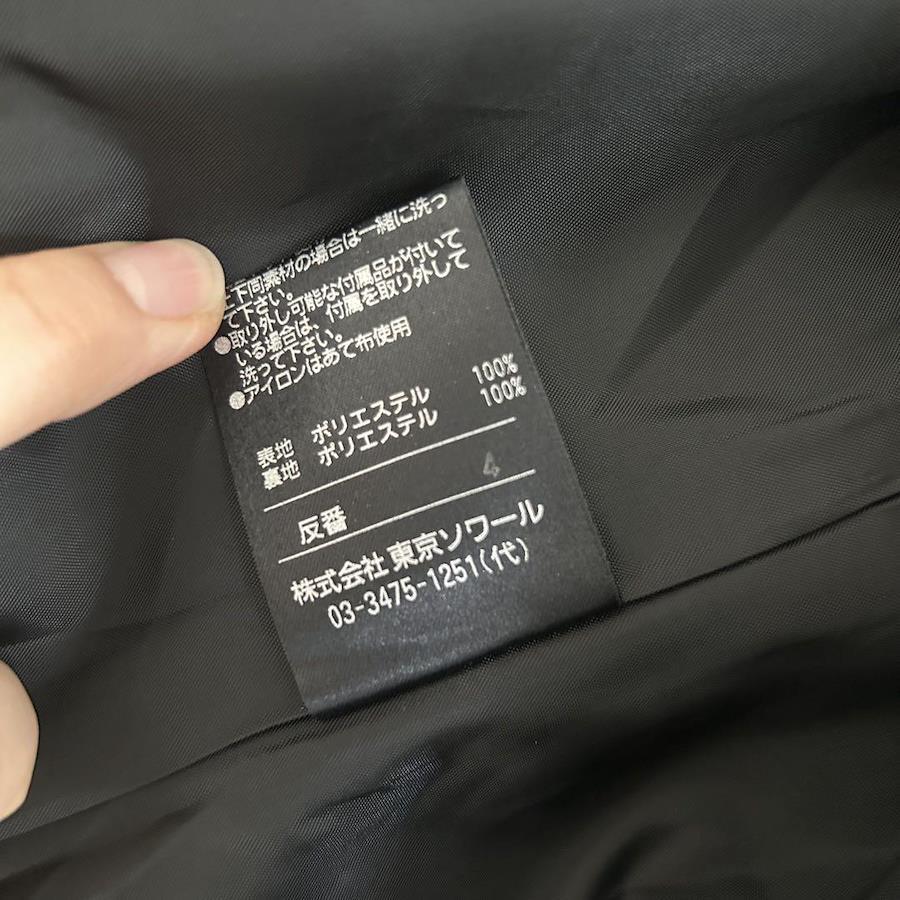 上下同素材の場合は一緒に洗っ
て下さい。
●取り外し可能な付属品が付いて
いる場合は、付属を取り外して
洗って下さい。
●アイロンはあて布使用
表地 ポリエステル 100%
裏地 ポリエステル 100%
反番 4
株式会社 東京ソワール
03-3475-1251(代)